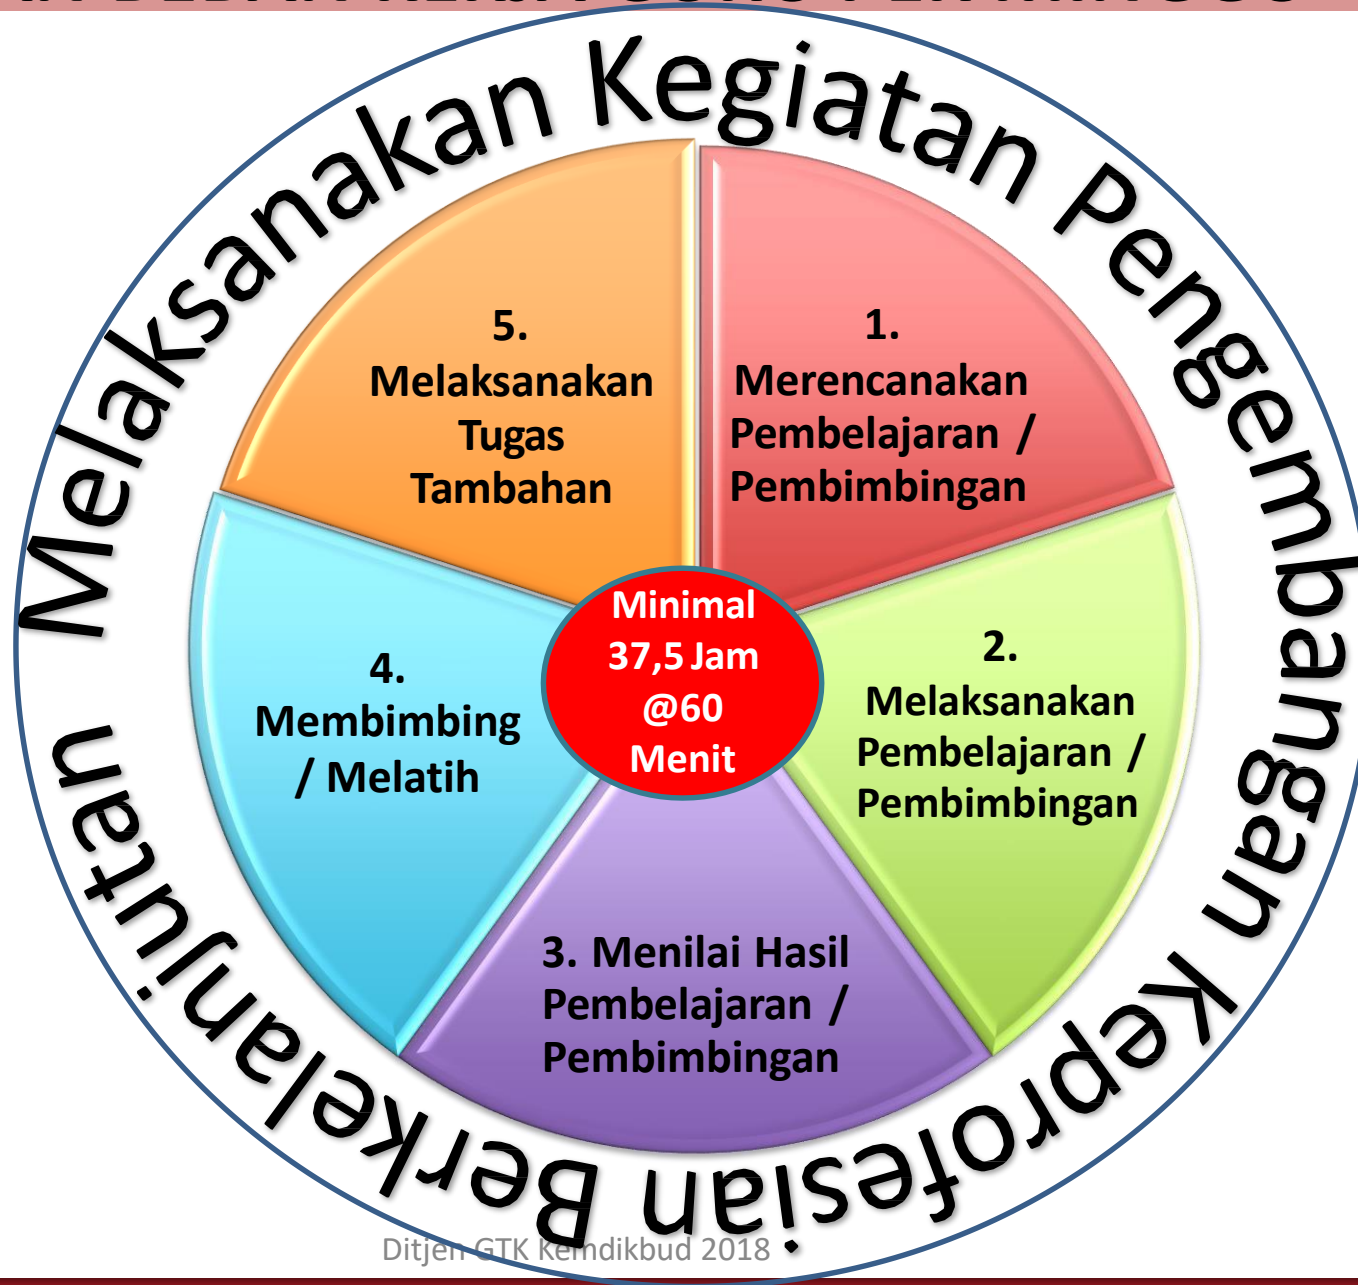 Melaksanakan Kegiatan Pengembangan Keprofesian Berkelanjutan
1.
Merencanakan
Pembelajaran /
Pembimbingan
2.
Melaksanakan
Pembelajaran /
Pembimbingan
3. Menilai Hasil
Pembelajaran /
Pembimbingan
4.
Membimbing
/ Melatih
5.
Melaksanakan
Tugas
Tambahan
Minimal
37,5 Jam
@60
Menit
Ditjen GTK Kemdikbud 2018